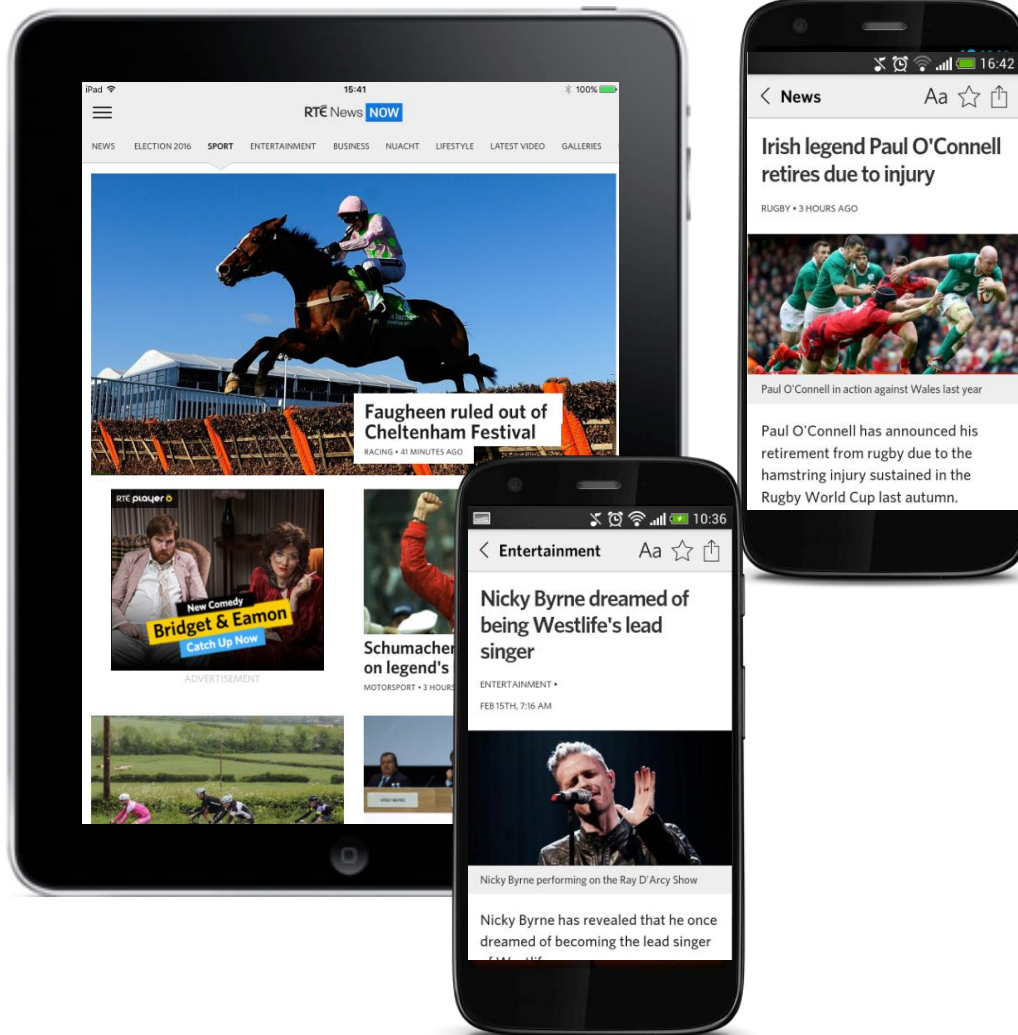 iPad
15:41
100%
RTÉ News NOW
NEWS ELECTION 2016 SPORT ENTERTAINMENT BUSINESS NUACHT LIFESTYLE LATEST VIDEO GALLERIES
Faugheen ruled out of
Cheltenham Festival
RACING • 41 MINUTES AGO
RTÉ player
New Comedy
Bridget & Eamon
Catch Up Now
ADVERTISEMENT
Schumacher
on legend's
MOTORSPORT • 3 HOURS
10:36
Entertainment Aa
Nicky Byrne dreamed of
being Westlife's lead
singer
ENTERTAINMENT •
FEB 15TH, 7:16 AM
Nicky Byrne performing on the Ray D'Arcy Show
Nicky Byrne has revealed that he once
dreamed of becoming the lead singer
16:42
News Aa
Irish legend Paul O'Connell
retires due to injury
RUGBY • 3 HOURS AGO
Paul O'Connell in action against Wales last year
Paul O'Connell has announced his
retirement from rugby due to the
hamstring injury sustained in the
Rugby World Cup last autumn.